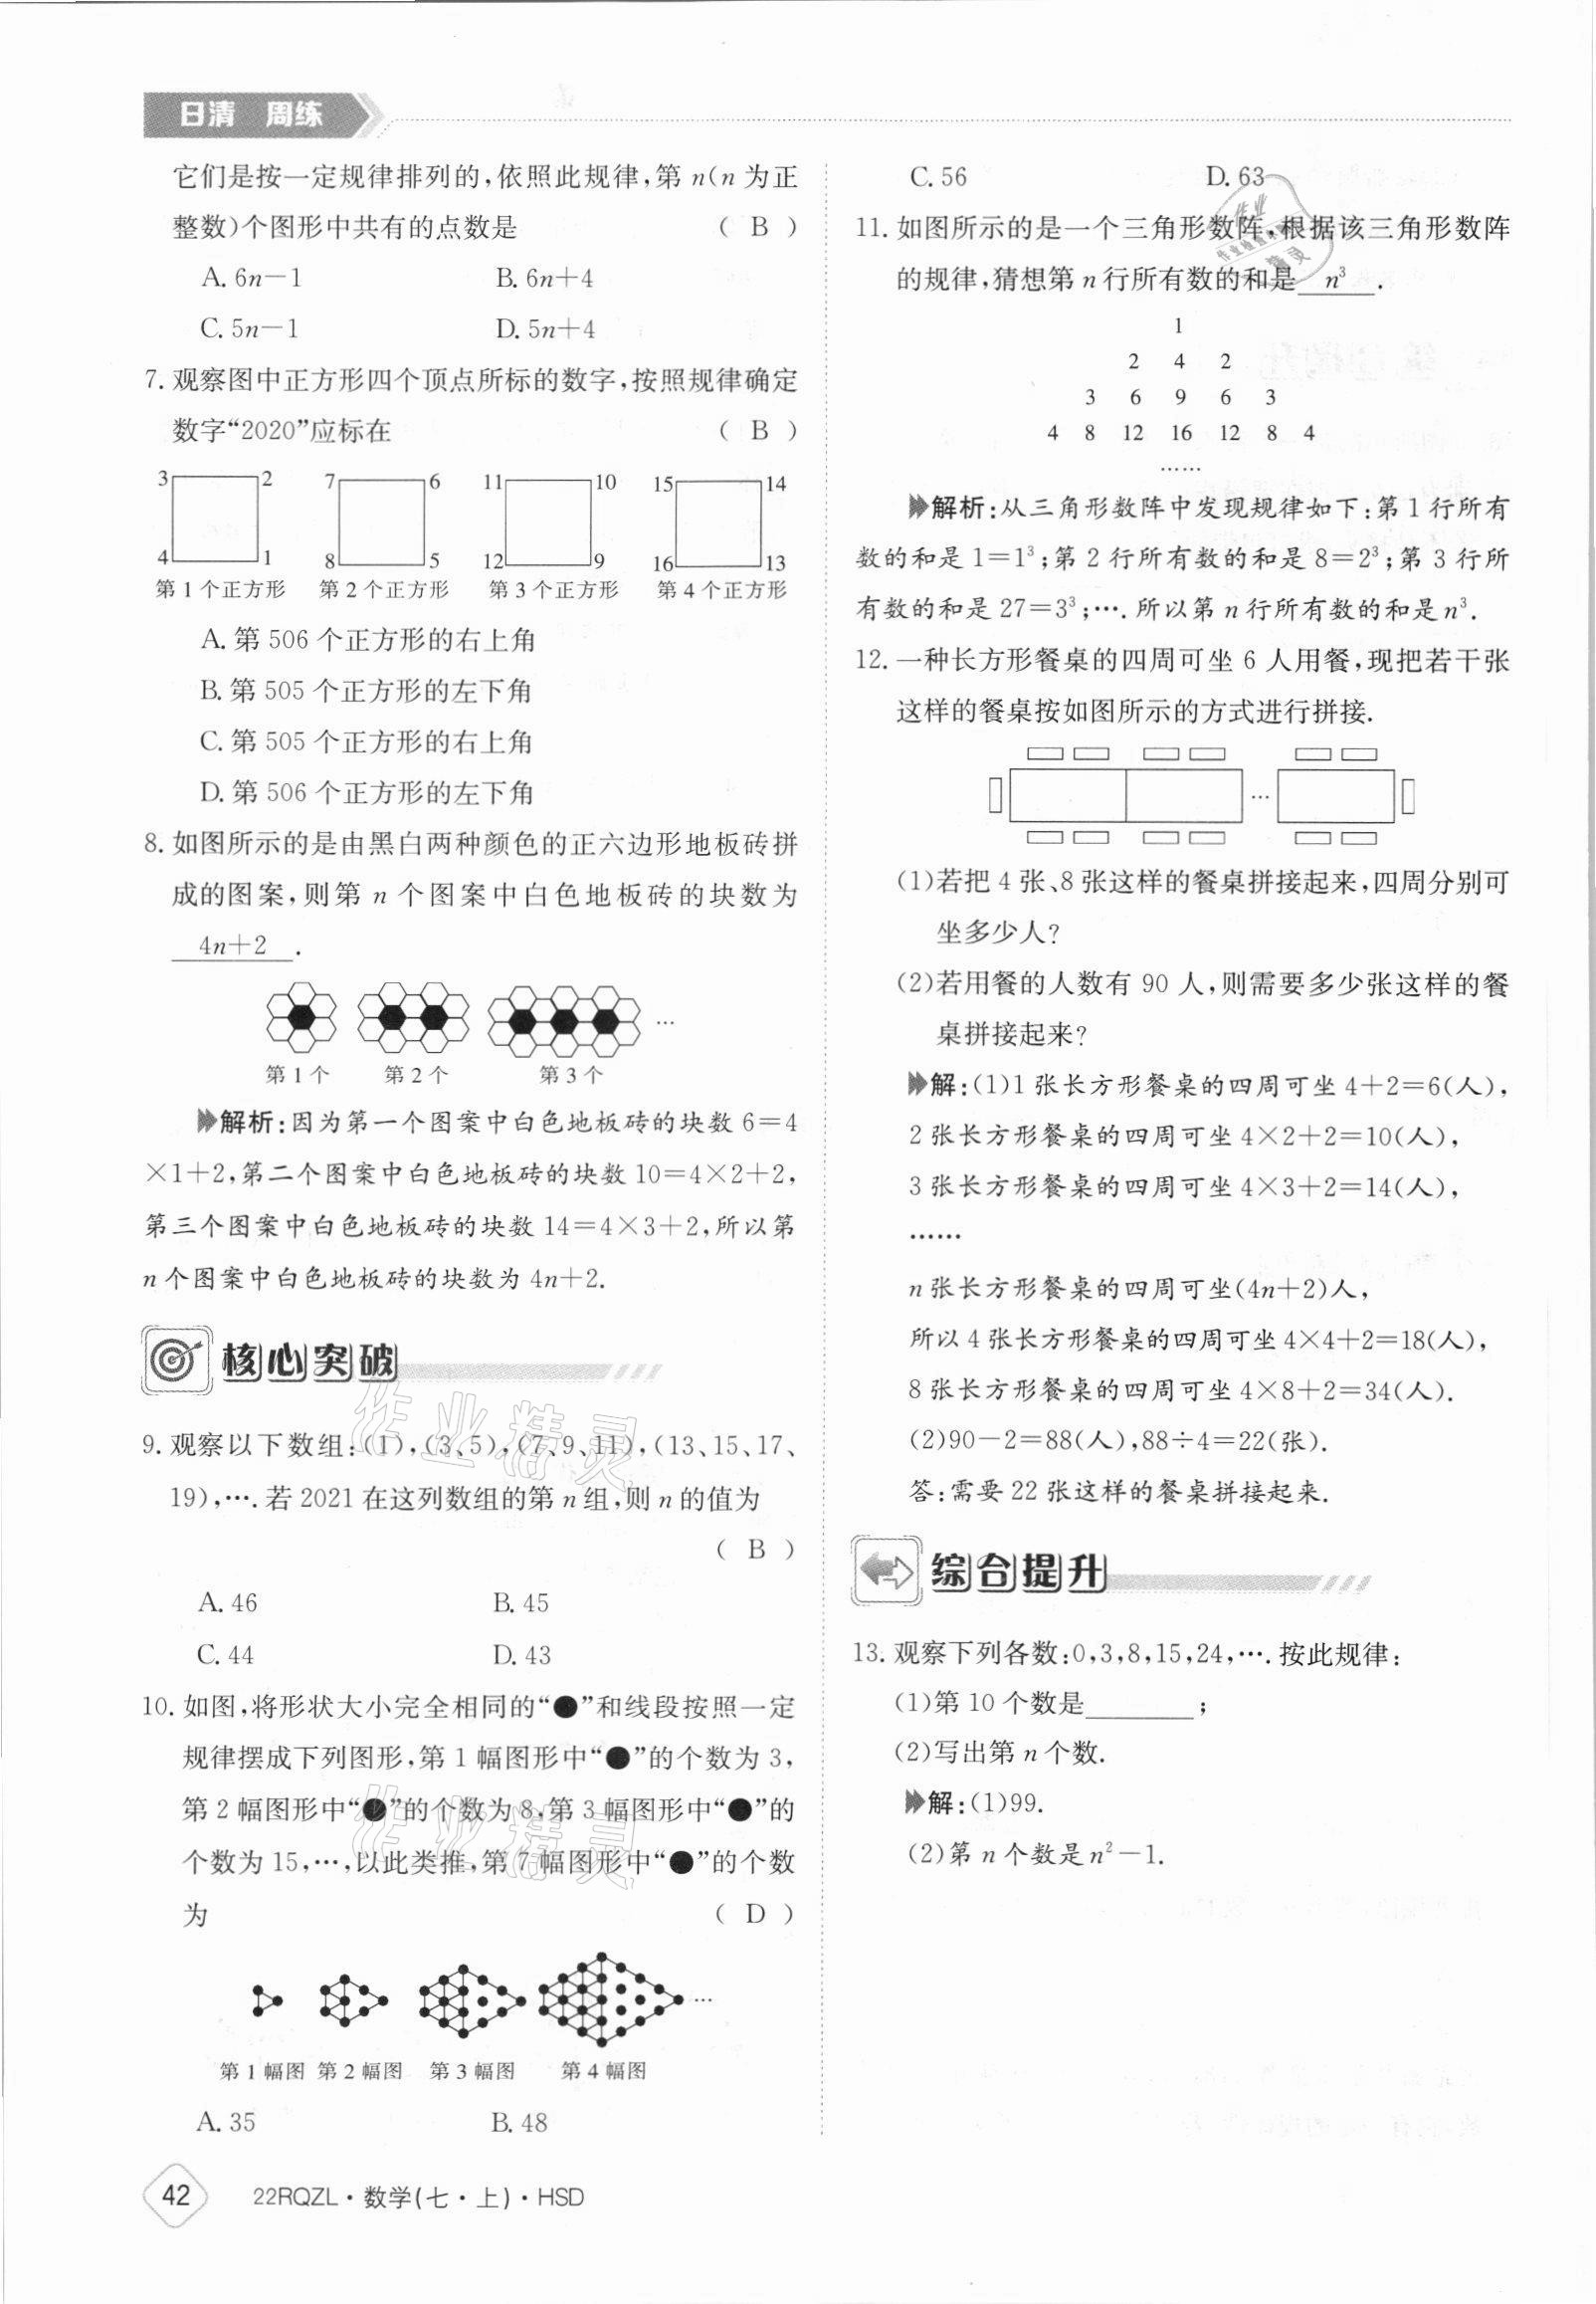 日清 周练
它们是按一定规律排列的,依照此规律,第 n(n 为正
整数)个图形中共有的点数是 ( B )
A. 6n-1 B. 6n+4
C. 5n-1 D. 5n+4
7. 观察图中正方形四个顶点所标的数字,按照规律确定
数字“2020”应标在 ( B )
3 2 7 6 11 10 15 14
4 1 8 5 12 9 16 13
第 1 个正方形 第 2 个正方形 第 3 个正方形 第 4 个正方形
A. 第 506 个正方形的右上角
B. 第 505 个正方形的左下角
C. 第 505 个正方形的右上角
D. 第 506 个正方形的左下角
8. 如图所示的是由黑白两种颜色的正六边形地板砖拼
成的图案,则第 n 个图案中白色地板砖的块数为
4n+2 .
…
第 1 个 第 2 个 第 3 个
解析:因为第一个图案中白色地板砖的块数 6=4
×1+2,第二个图案中白色地板砖的块数 10=4×2+2,
第三个图案中白色地板砖的块数 14=4×3+2,所以第
n 个图案中白色地板砖的块数为 4n+2.
核心突破
9. 观察以下数组:(1),(3、5),(7、9、11),(13、15、17、
19),…. 若 2021 在这列数组的第 n 组,则 n 的值为
( B )
A. 46 B. 45
C. 44 D. 43
10. 如图,将形状大小完全相同的“●”和线段按照一定
规律摆成下列图形,第 1 幅图形中“●”的个数为 3,
第 2 幅图形中“●”的个数为 8,第 3 幅图形中“●”的
个数为 15,…,以此类推,第 7 幅图形中“●”的个数
为 ( D )
…
第 1 幅图 第 2 幅图 第 3 幅图 第 4 幅图
A. 35 B. 48
42 22RQZL·数学(七·上)·HSD
C. 56 D. 63
11. 如图所示的是一个三角形数阵,根据该三角形数阵
的规律,猜想第 n 行所有数的和是 n³ .
1
2 4 2
3 6 9 6 3
4 8 12 16 12 8 4
……
解析:从三角形数阵中发现规律如下:第 1 行所有
数的和是 1=1³;第 2 行所有数的和是 8=2³;第 3 行所
有数的和是 27=3³;…. 所以第 n 行所有数的和是 n³.
12. 一种长方形餐桌的四周可坐 6 人用餐,现把若干张
这样的餐桌按如图所示的方式进行拼接.
…
(1)若把 4 张、8 张这样的餐桌拼接起来,四周分别可
坐多少人?
(2)若用餐的人数有 90 人,则需要多少张这样的餐
桌拼接起来?
解:(1)1 张长方形餐桌的四周可坐 4+2=6(人),
2 张长方形餐桌的四周可坐 4×2+2=10(人),
3 张长方形餐桌的四周可坐 4×3+2=14(人),
……
n 张长方形餐桌的四周可坐(4n+2)人,
所以 4 张长方形餐桌的四周可坐 4×4+2=18(人),
8 张长方形餐桌的四周可坐 4×8+2=34(人).
(2)90-2=88(人),88÷4=22(张).
答:需要 22 张这样的餐桌拼接起来.
综合提升
13. 观察下列各数:0,3,8,15,24,…. 按此规律:
(1)第 10 个数是________;
(2)写出第 n 个数.
解:(1)99.
(2)第 n 个数是 n²-1.
作业精灵
作业精灵